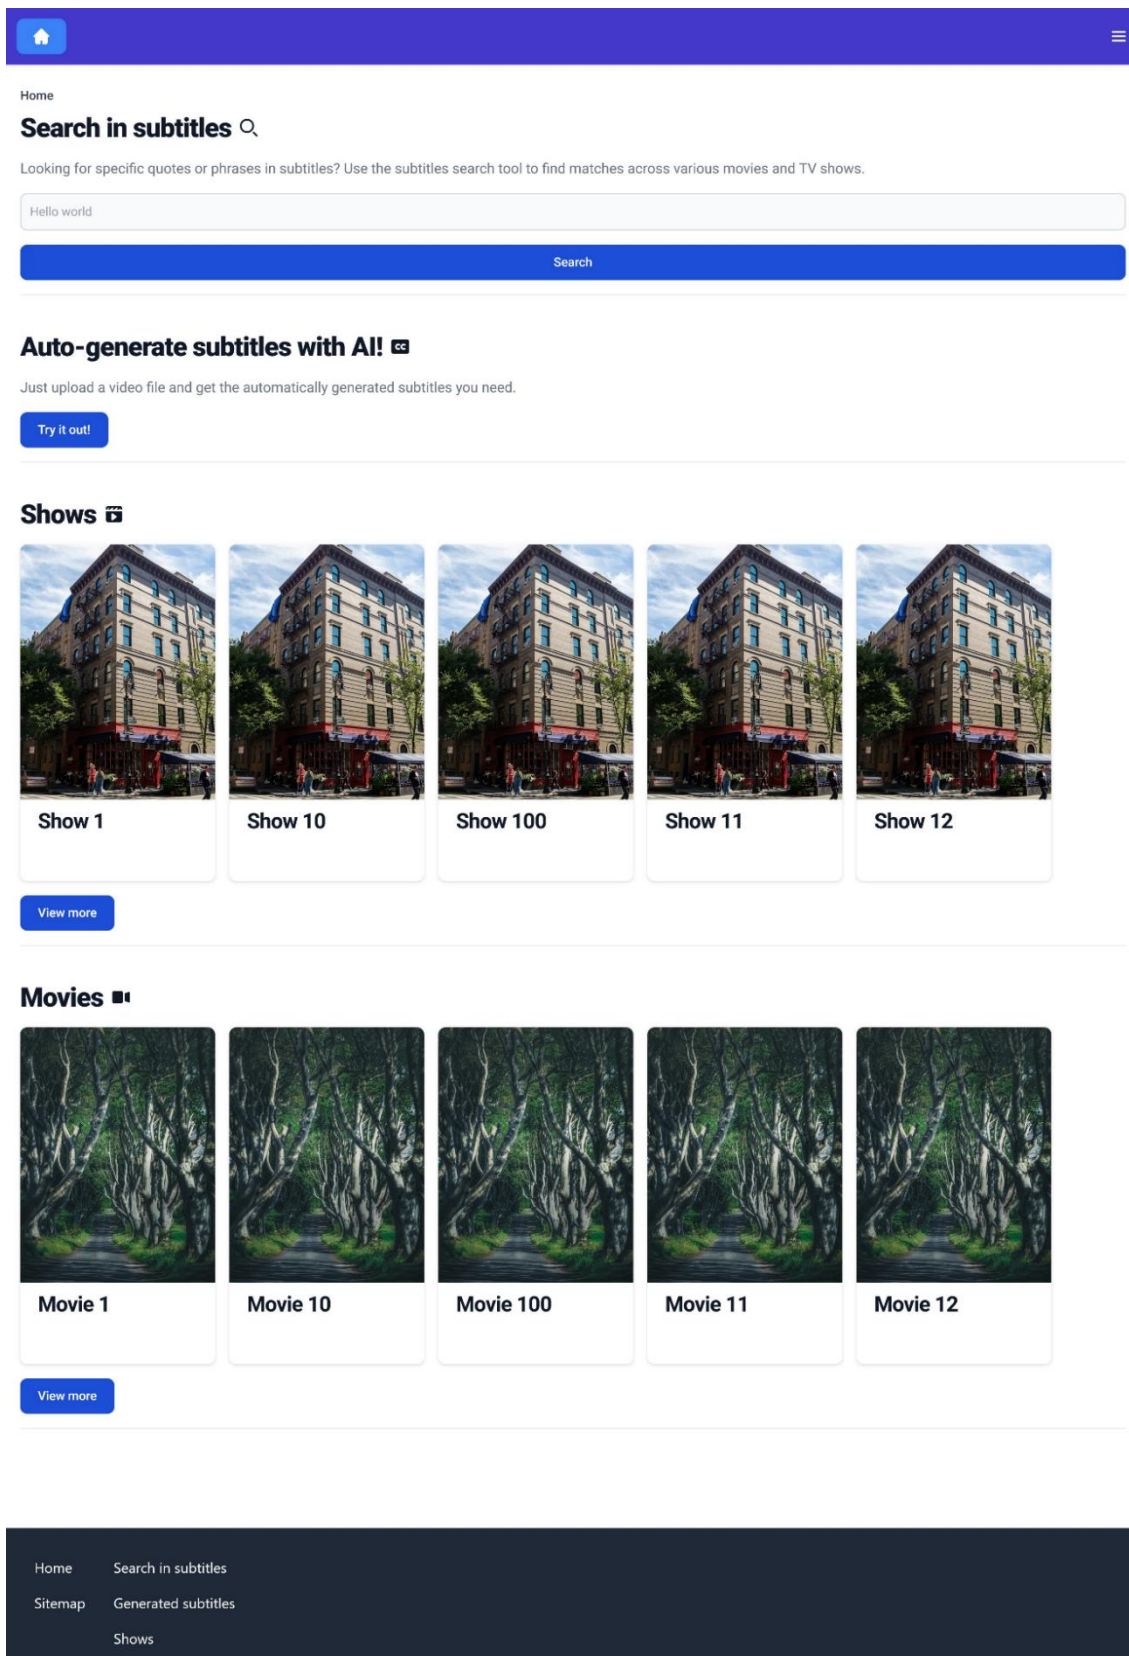 Home
Search in subtitles
Looking for specific quotes or phrases in subtitles? Use the subtitles search tool to find matches across various movies and TV shows.
Hello world
Search
Auto-generate subtitles with AI! CC
Just upload a video file and get the automatically generated subtitles you need.
Try it out!
Shows
Show 1 Show 10 Show 100 Show 11 Show 12
View more
Movies
Movie 1 Movie 10 Movie 100 Movie 11 Movie 12
View more
Home Search in subtitles
Sitemap Generated subtitles
Shows